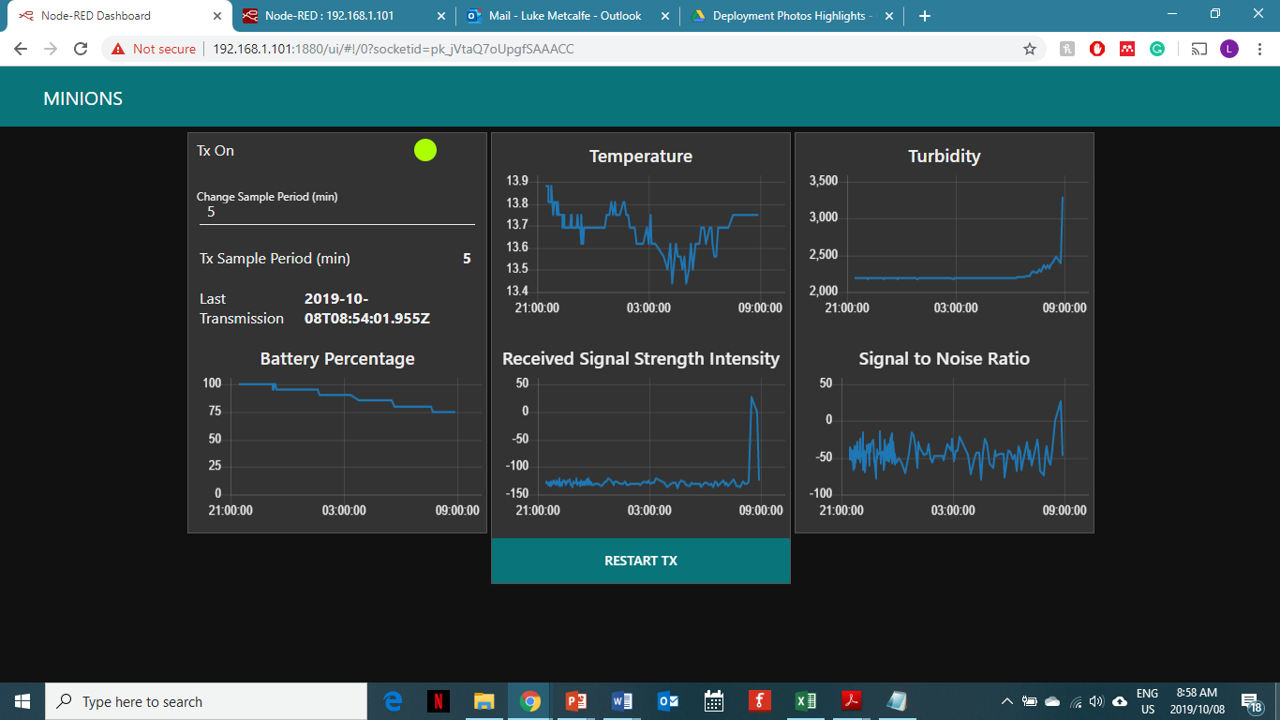 Node-RED Dashboard
Node-RED : 192.168.1.101
Mail - Luke Metcalfe - Outlook
Deployment Photos Highlights -
Not secure
192.168.1.101:1880/ui/#!/0?socketid=pk_jVtaQ7oUpgfSAAACC
L
MINIONS
Tx On
Change Sample Period (min)
5
Tx Sample Period (min) 5
Last Transmission 2019-10-08T08:54:01.955Z
Battery Percentage
100
75
50
25
0
21:00:00 03:00:00 09:00:00
Temperature
13.9
13.8
13.7
13.6
13.5
13.4
21:00:00 03:00:00 09:00:00
Received Signal Strength Intensity
50
0
-50
-100
-150
21:00:00 03:00:00 09:00:00
RESTART TX
Turbidity
3,500
3,000
2,500
2,000
21:00:00 03:00:00 09:00:00
Signal to Noise Ratio
50
0
-50
-100
21:00:00 03:00:00 09:00:00
Type here to search
ENG
US
8:58 AM
2019/10/08
18